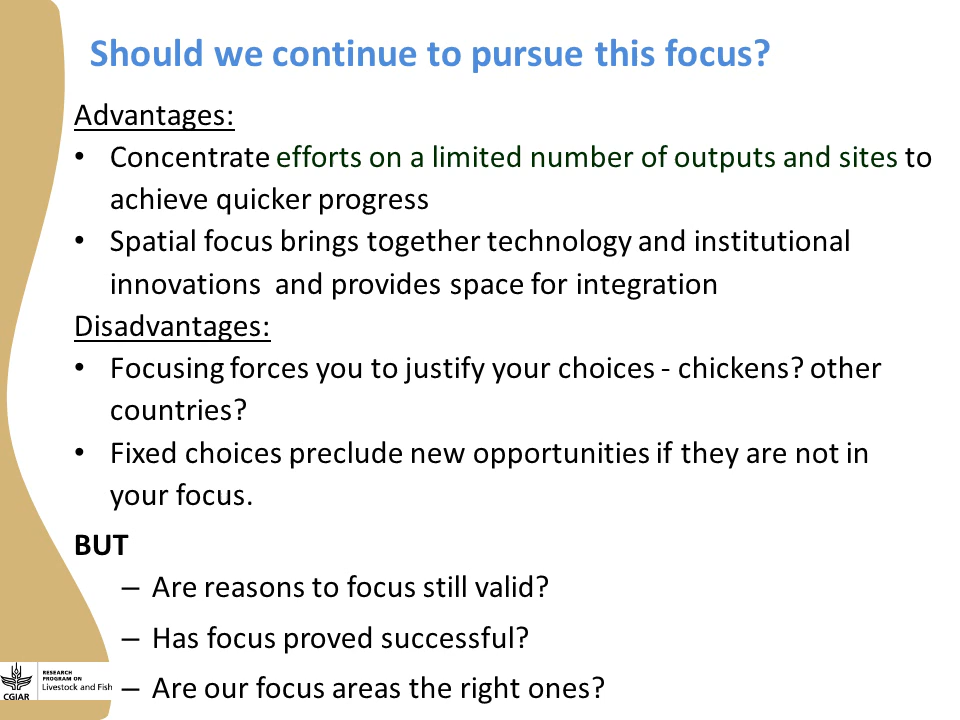 Should we continue to pursue this focus?
Advantages:
• Concentrate efforts on a limited number of outputs and sites to
achieve quicker progress
• Spatial focus brings together technology and institutional
innovations  and provides space for integration
Disadvantages:
• Focusing forces you to justify your choices - chickens? other
countries?
• Fixed choices preclude new opportunities if they are not in
your focus.
BUT
– Are reasons to focus still valid?
– Has focus proved successful?
– Are our focus areas the right ones?
CGIAR
RESEARCH
PROGRAM ON
Livestock and Fish